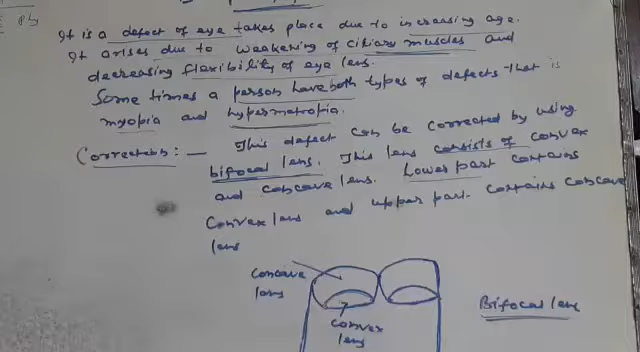 Phy
It is a defect of eye takes place due to increasing age.
It arises due to weakening of ciliary muscles and
decreasing flexibility of eye lens.
Some times a person have both types of defects that is
myopia and hypermetropia.
Correction: — This defect can be corrected by using
bifocal lens. This lens consists of convex
and concave lens. Lower part contains
convex lens and upper part contains concave
lens
concave
lens
convex
lens
Bifocal lens